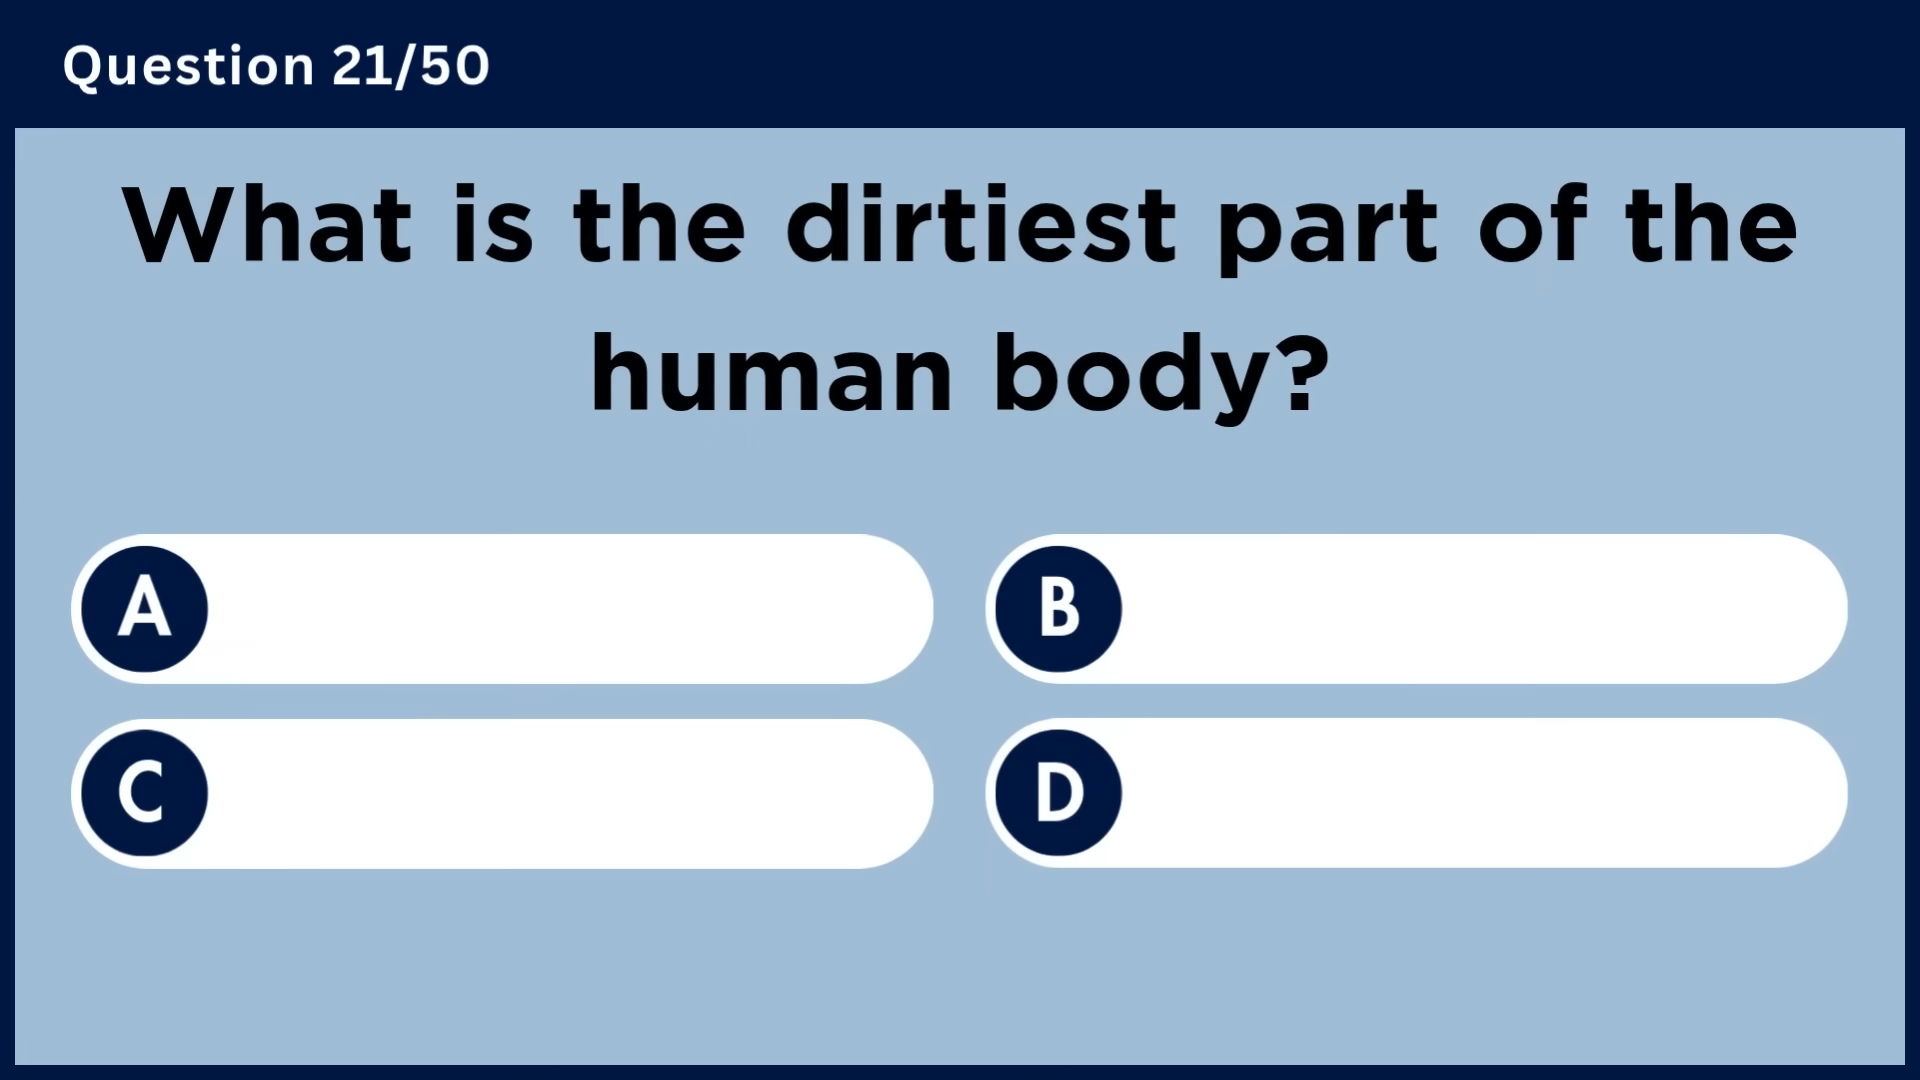 Question 21/50
What is the dirtiest part of the
human body?
A
B
C
D